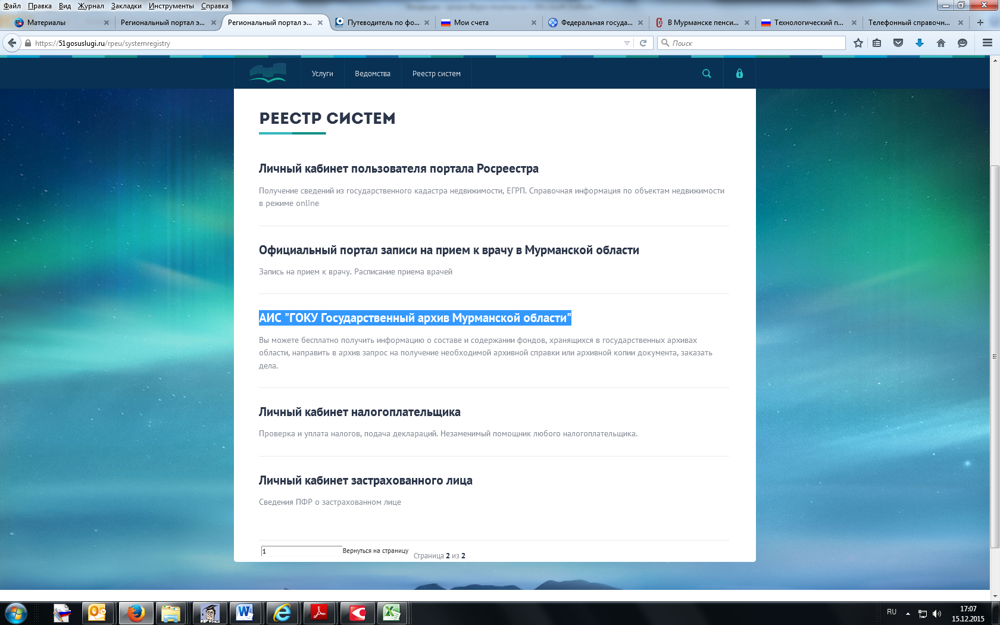 Файл Правка Вид Журнал Закладки Инструменты Справка
Материалы
Региональный портал э...
Региональный портал э...
Путеводитель по фо...
Мои счета
Федеральная государа...
В Мурманске пенси...
Технологический п...
Телефонный справочн...
https://51gosuslugi.ru/rpeu/systemregistry
Поиск
Услуги
Ведомства
Реестр систем
РЕЕСТР СИСТЕМ
Личный кабинет пользователя портала Росреестра
Получение сведений из государственного кадастра недвижимости, ЕГРП. Справочная информация по объектам недвижимости
в режиме online
Официальный портал записи на прием к врачу в Мурманской области
Запись на прием к врачу. Расписание приема врачей
АИС "ГОКУ Государственный архив Мурманской области"
Вы можете бесплатно получить информацию о составе и содержании фондов, хранящихся в государственных архивах
области, направить в архив запрос на получение необходимой архивной справки или архивной копии документа, заказать
дела.
Личный кабинет налогоплательщика
Проверка и уплата налогов, подача деклараций. Незаменимый помощник любого налогоплательщика.
Личный кабинет застрахованного лица
Сведения ПФР о застрахованном лице
1
Вернуться на страницу
Страница 2 из 2
RU
17:07
15.12.2015